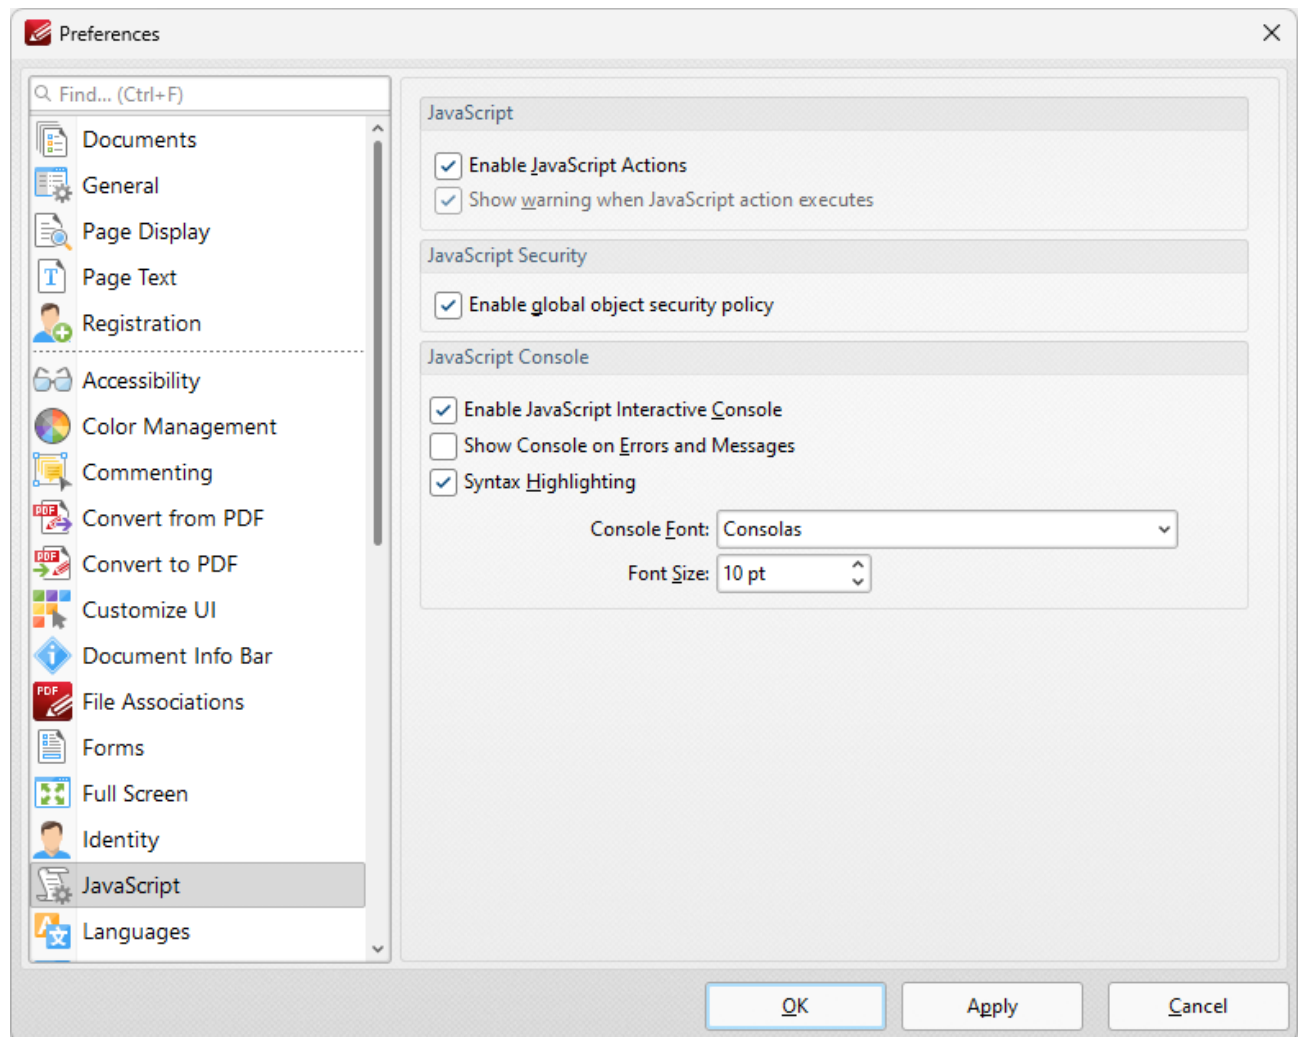 Preferences
Find... (Ctrl+F)
Documents
General
Page Display
Page Text
Registration
Accessibility
Color Management
Commenting
Convert from PDF
Convert to PDF
Customize UI
Document Info Bar
File Associations
Forms
Full Screen
Identity
JavaScript
Languages
JavaScript
Enable JavaScript Actions
Show warning when JavaScript action executes
JavaScript Security
Enable global object security policy
JavaScript Console
Enable JavaScript Interactive Console
Show Console on Errors and Messages
Syntax Highlighting
Console Font: Consolas
Font Size: 10 pt
OK Apply Cancel